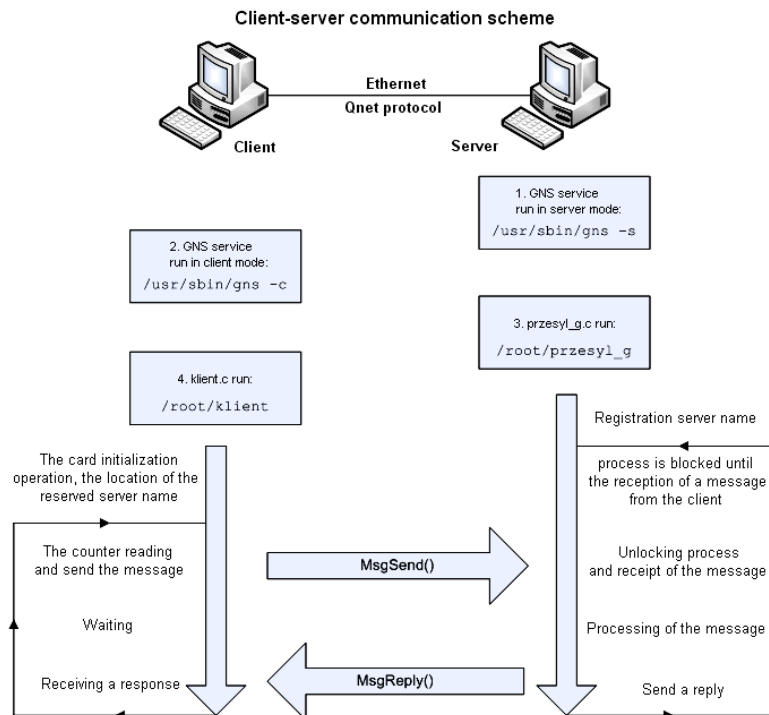 Client-server communication scheme
Ethernet
Qnet protocol
Client
Server
1. GNS service
run in server mode:
/usr/sbin/gns -s
2. GNS service
run in client mode:
/usr/sbin/gns -c
3. przesyl_g.c run:
/root/przesyl_g
4. klient.c run:
/root/klient
Registration server name
The card initialization
operation, the location of the
reserved server name
process is blocked until
the reception of a message
from the client
The counter reading
and send the message
MsgSend()
Unlocking process
and receipt of the message
Waiting
Processing of the message
Receiving a response
MsgReply()
Send a reply